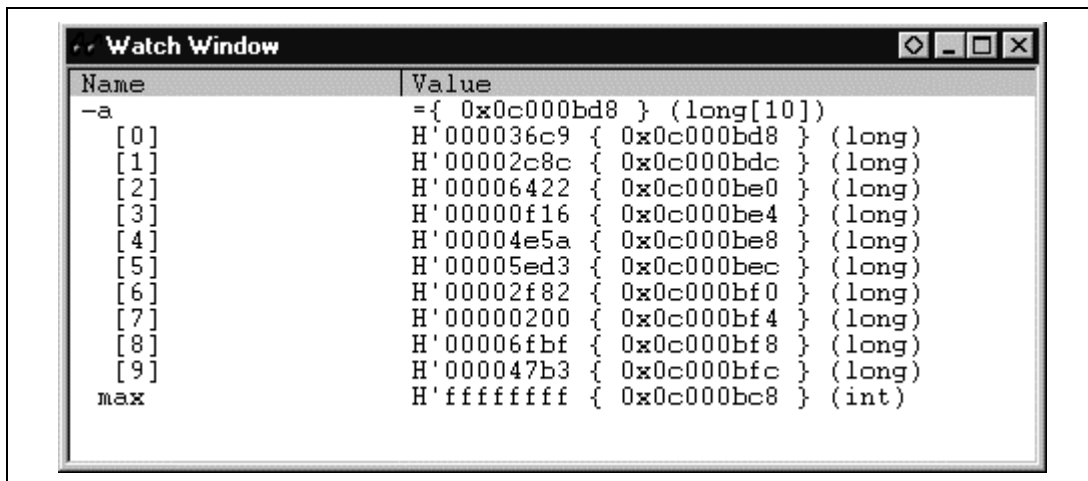 Watch Window
Name Value
-a ={ 0x0c000bd8 } (long[10])
[0] H'000036c9 { 0x0c000bd8 } (long)
[1] H'00002c8c { 0x0c000bdc } (long)
[2] H'00006422 { 0x0c000be0 } (long)
[3] H'00000f16 { 0x0c000be4 } (long)
[4] H'00004e5a { 0x0c000be8 } (long)
[5] H'00005ed3 { 0x0c000bec } (long)
[6] H'00002f82 { 0x0c000bf0 } (long)
[7] H'00000200 { 0x0c000bf4 } (long)
[8] H'00006fbf { 0x0c000bf8 } (long)
[9] H'000047b3 { 0x0c000bfc } (long)
max H'ffffffff { 0x0c000bc8 } (int)